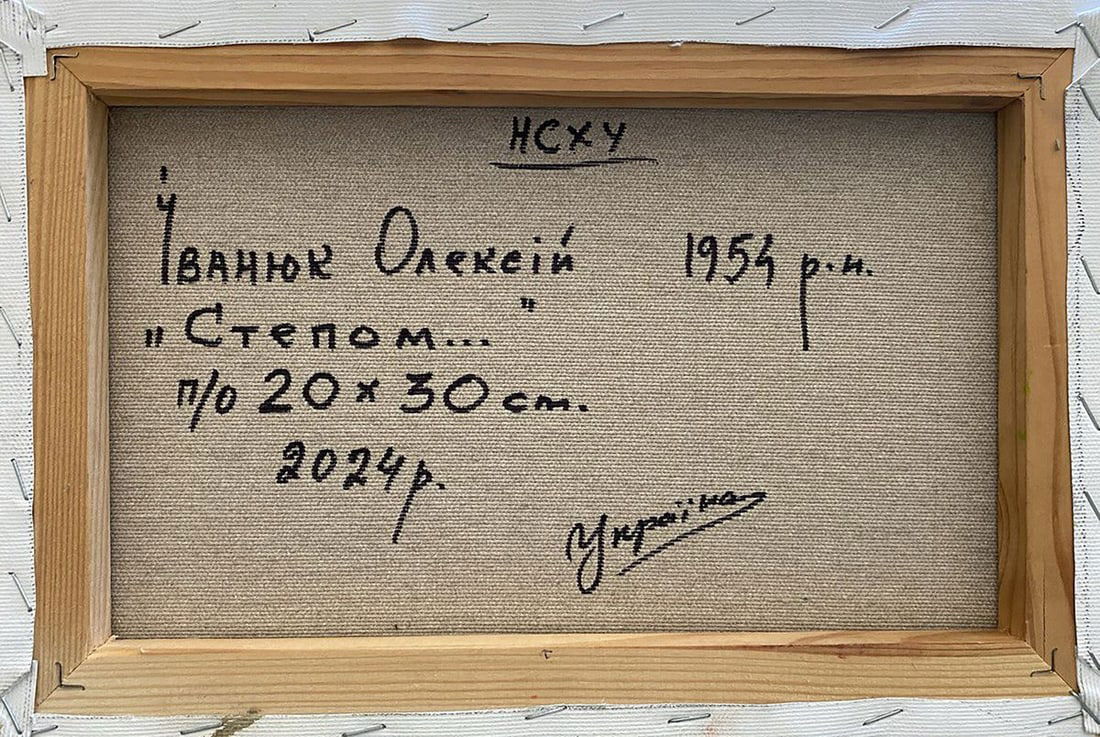 НСХУ
Іванюк Олексій 1954 р.н.
„Степом..."
п/о 20 x 30 см.
2024р.
Україна